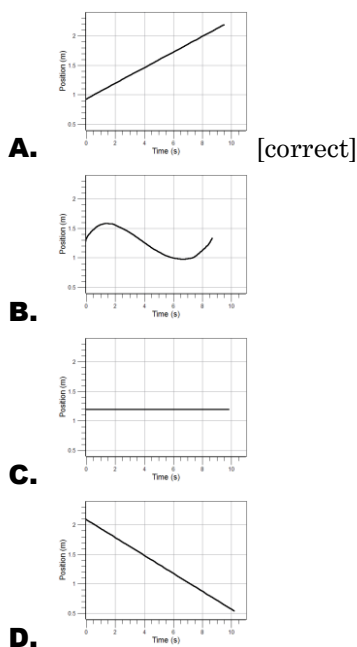 Position (m)
2
1.5
1
0.5
0 2 4 6 8 10
Time (s)
A. [correct]
Position (m)
2
1.5
1
0.5
0 2 4 6 8 10
Time (s)
B.
Position (m)
2
1.5
1
0.5
0 2 4 6 8 10
Time (s)
C.
Position (m)
2
1.5
1
0.5
0 2 4 6 8 10
Time (s)
D.